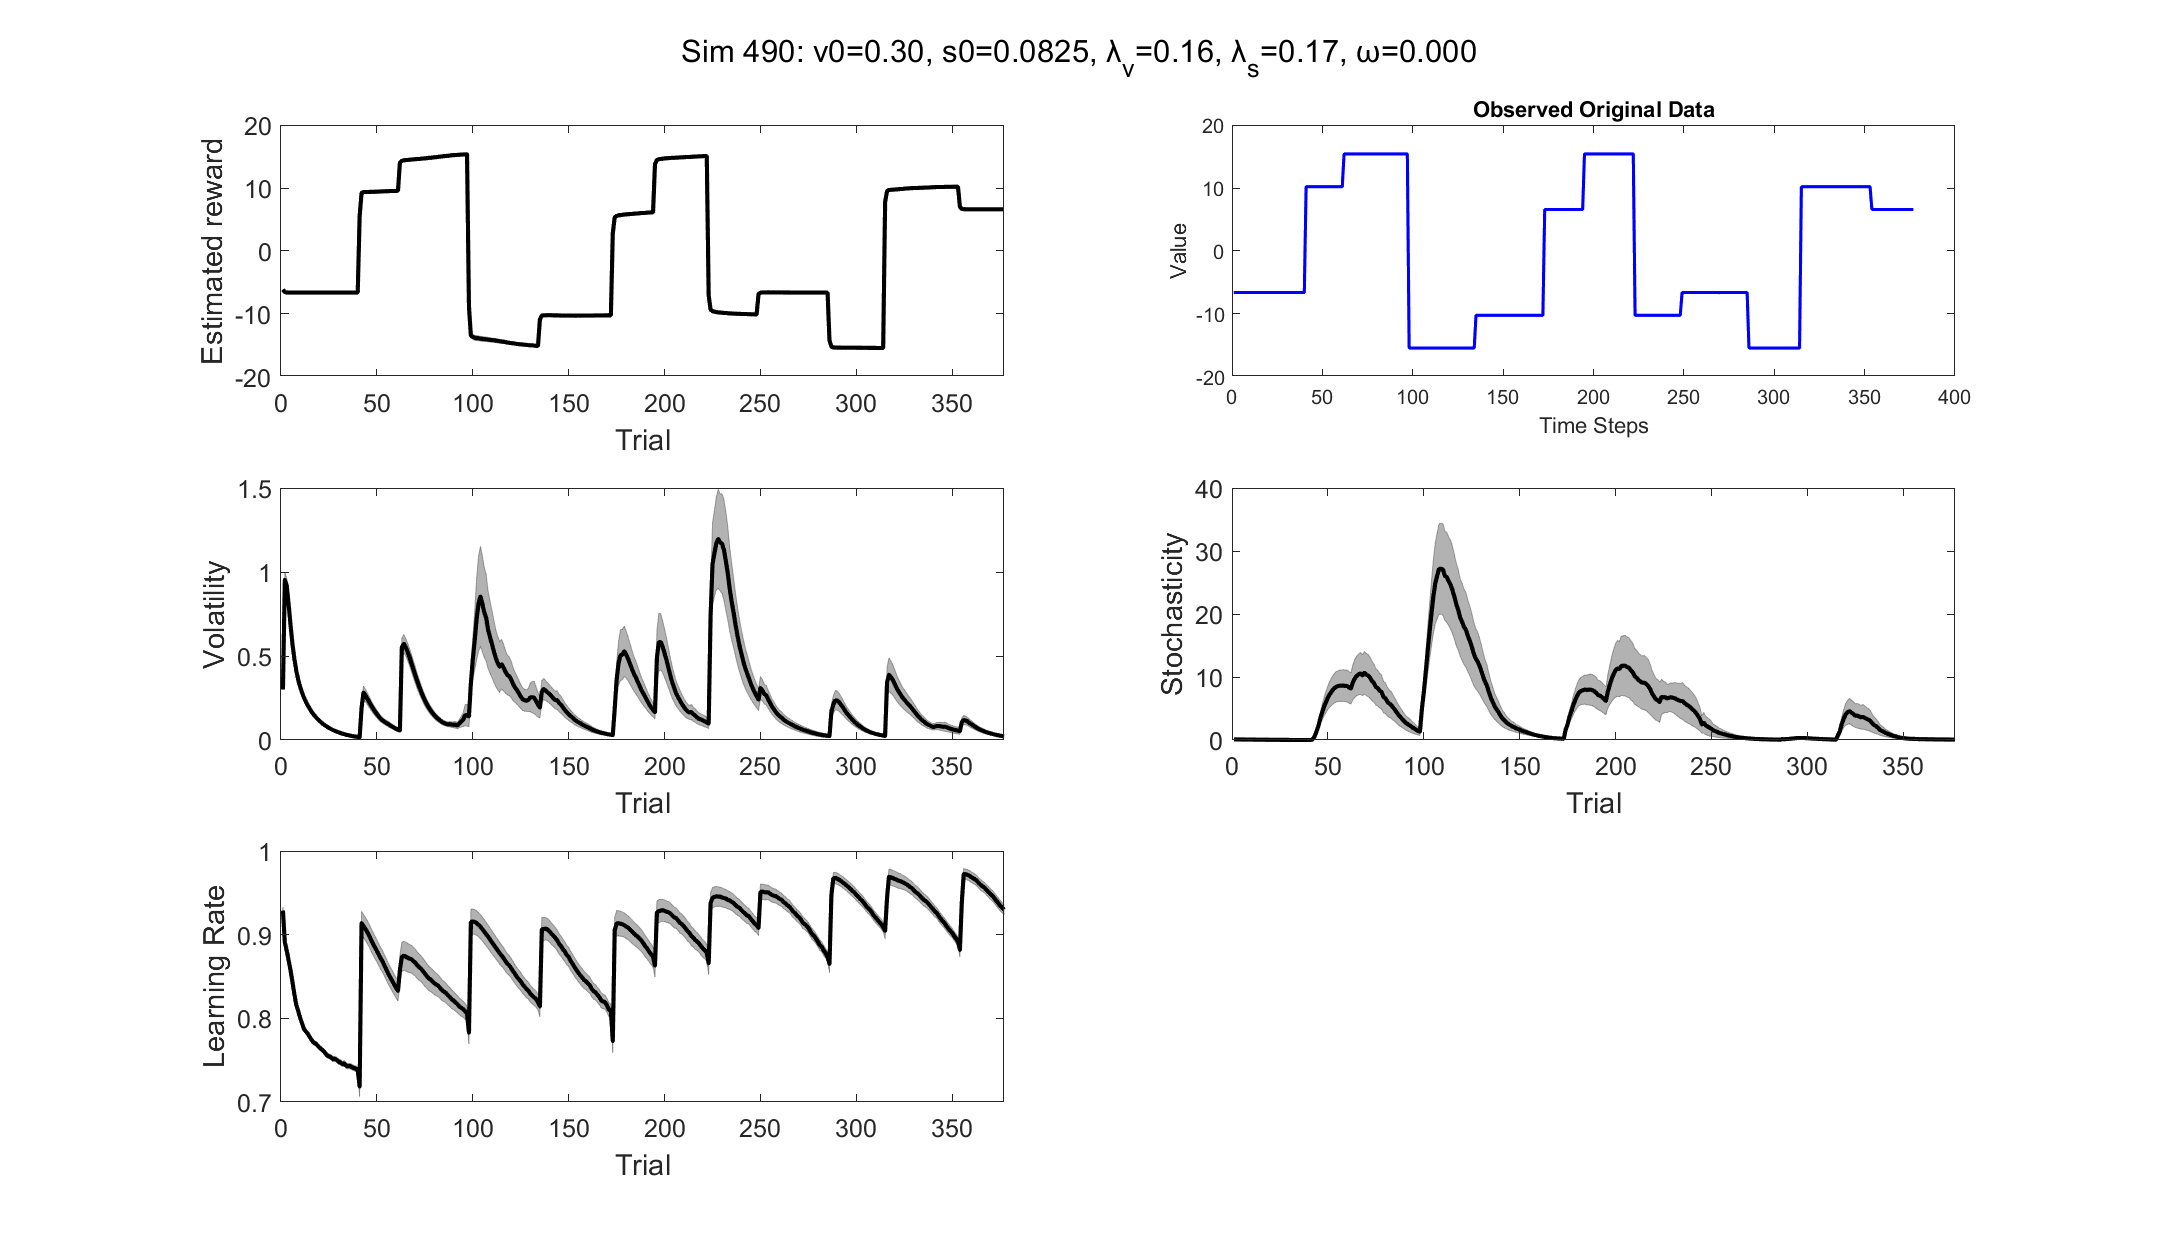 Sim 490: v0=0.30, s0=0.0825, λv=0.16, λs=0.17, ω=0.000
Estimated reward
20
10
0
-10
-20
0 50 100 150 200 250 300 350
Trial
Observed Original Data
Value
20
10
0
-10
-20
0 50 100 150 200 250 300 350 400
Time Steps
Volatility
1.5
1
0.5
0
0 50 100 150 200 250 300 350
Trial
Stochasticity
40
30
20
10
0
0 50 100 150 200 250 300 350
Trial
Learning Rate
1
0.9
0.8
0.7
0 50 100 150 200 250 300 350
Trial